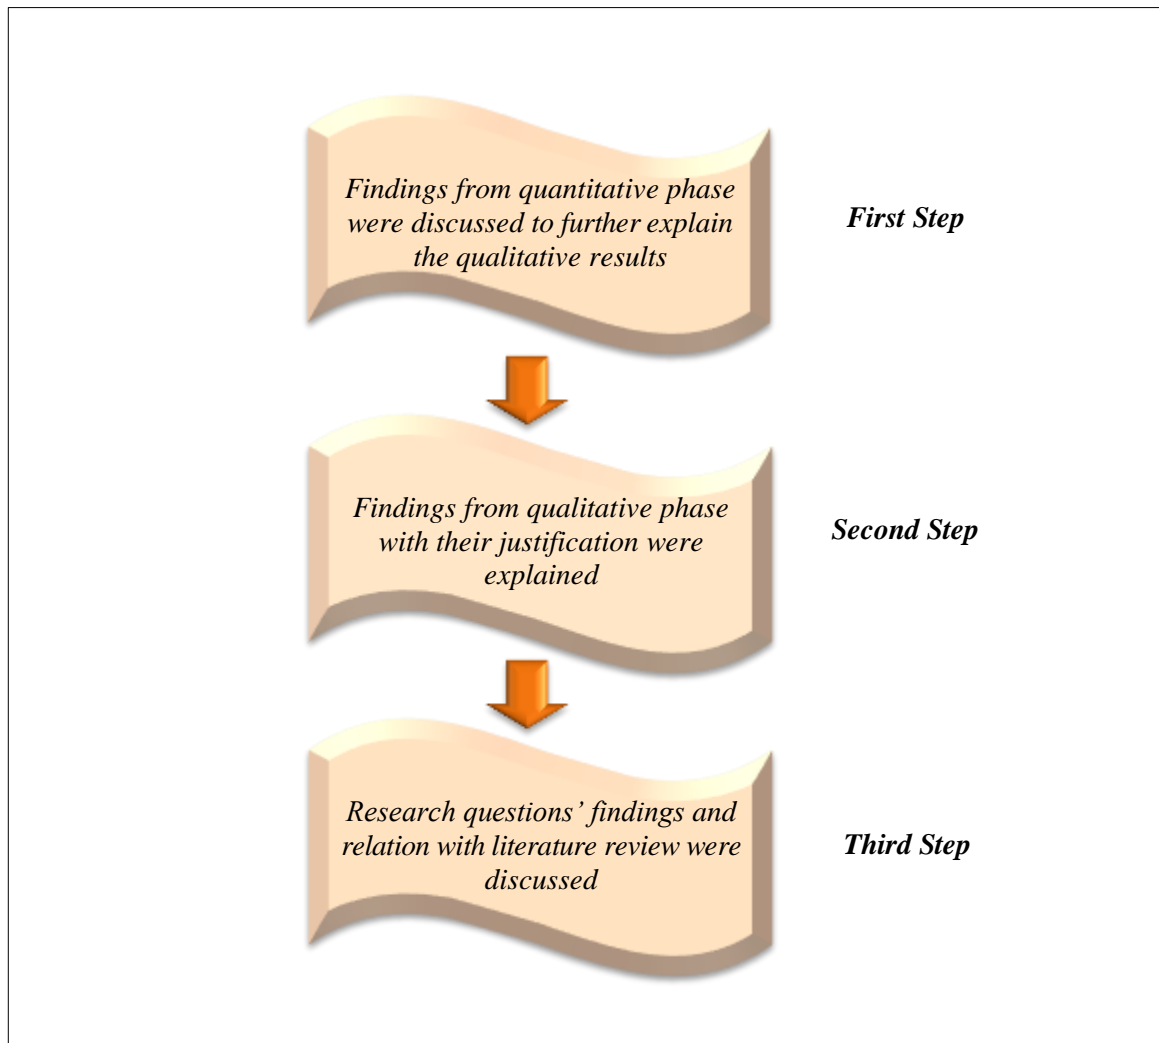 Findings from quantitative phase
were discussed to further explain
the qualitative results
First Step
Findings from qualitative phase
with their justification were
explained
Second Step
Research questions’ findings and
relation with literature review were
discussed
Third Step